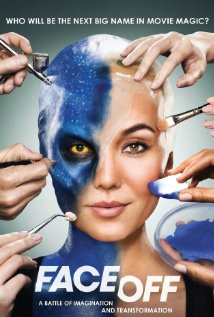 WHO WILL BE THE NEXT BIG NAME IN MOVIE MAGIC?
FACE OFF
A BATTLE OF IMAGINATION
AND TRANSFORMATION